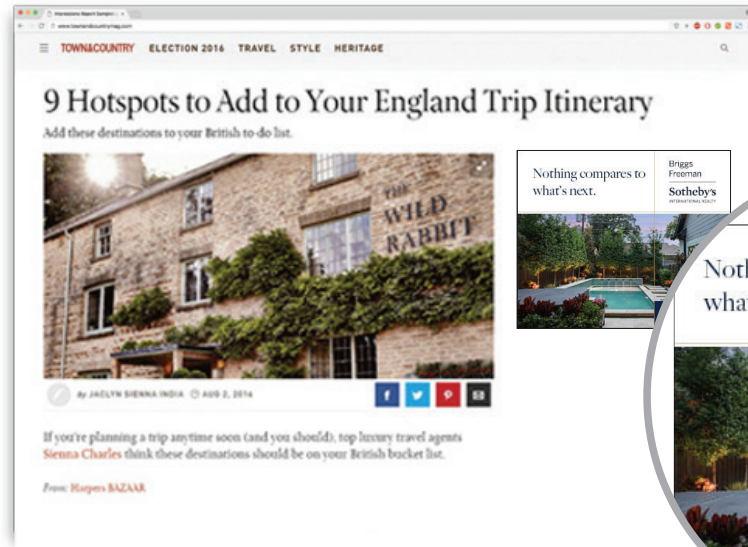 www.townandcountrymag.com
TOWN&COUNTRY ELECTION 2016 TRAVEL STYLE HERITAGE
9 Hotspots to Add to Your England Trip Itinerary
Add these destinations to your British to-do list.
THE
WILD
RABBIT
By JACLYN SIENNA INDIA AUG 2, 2016
If you're planning a trip anytime soon (and you should), top luxury travel agents
Sienna Charles think these destinations should be on your British bucket list.
From: Harpers BAZAAR
Nothing compares to
what's next.
Briggs
Freeman
Sotheby's
INTERNATIONAL REALTY
Noth
what